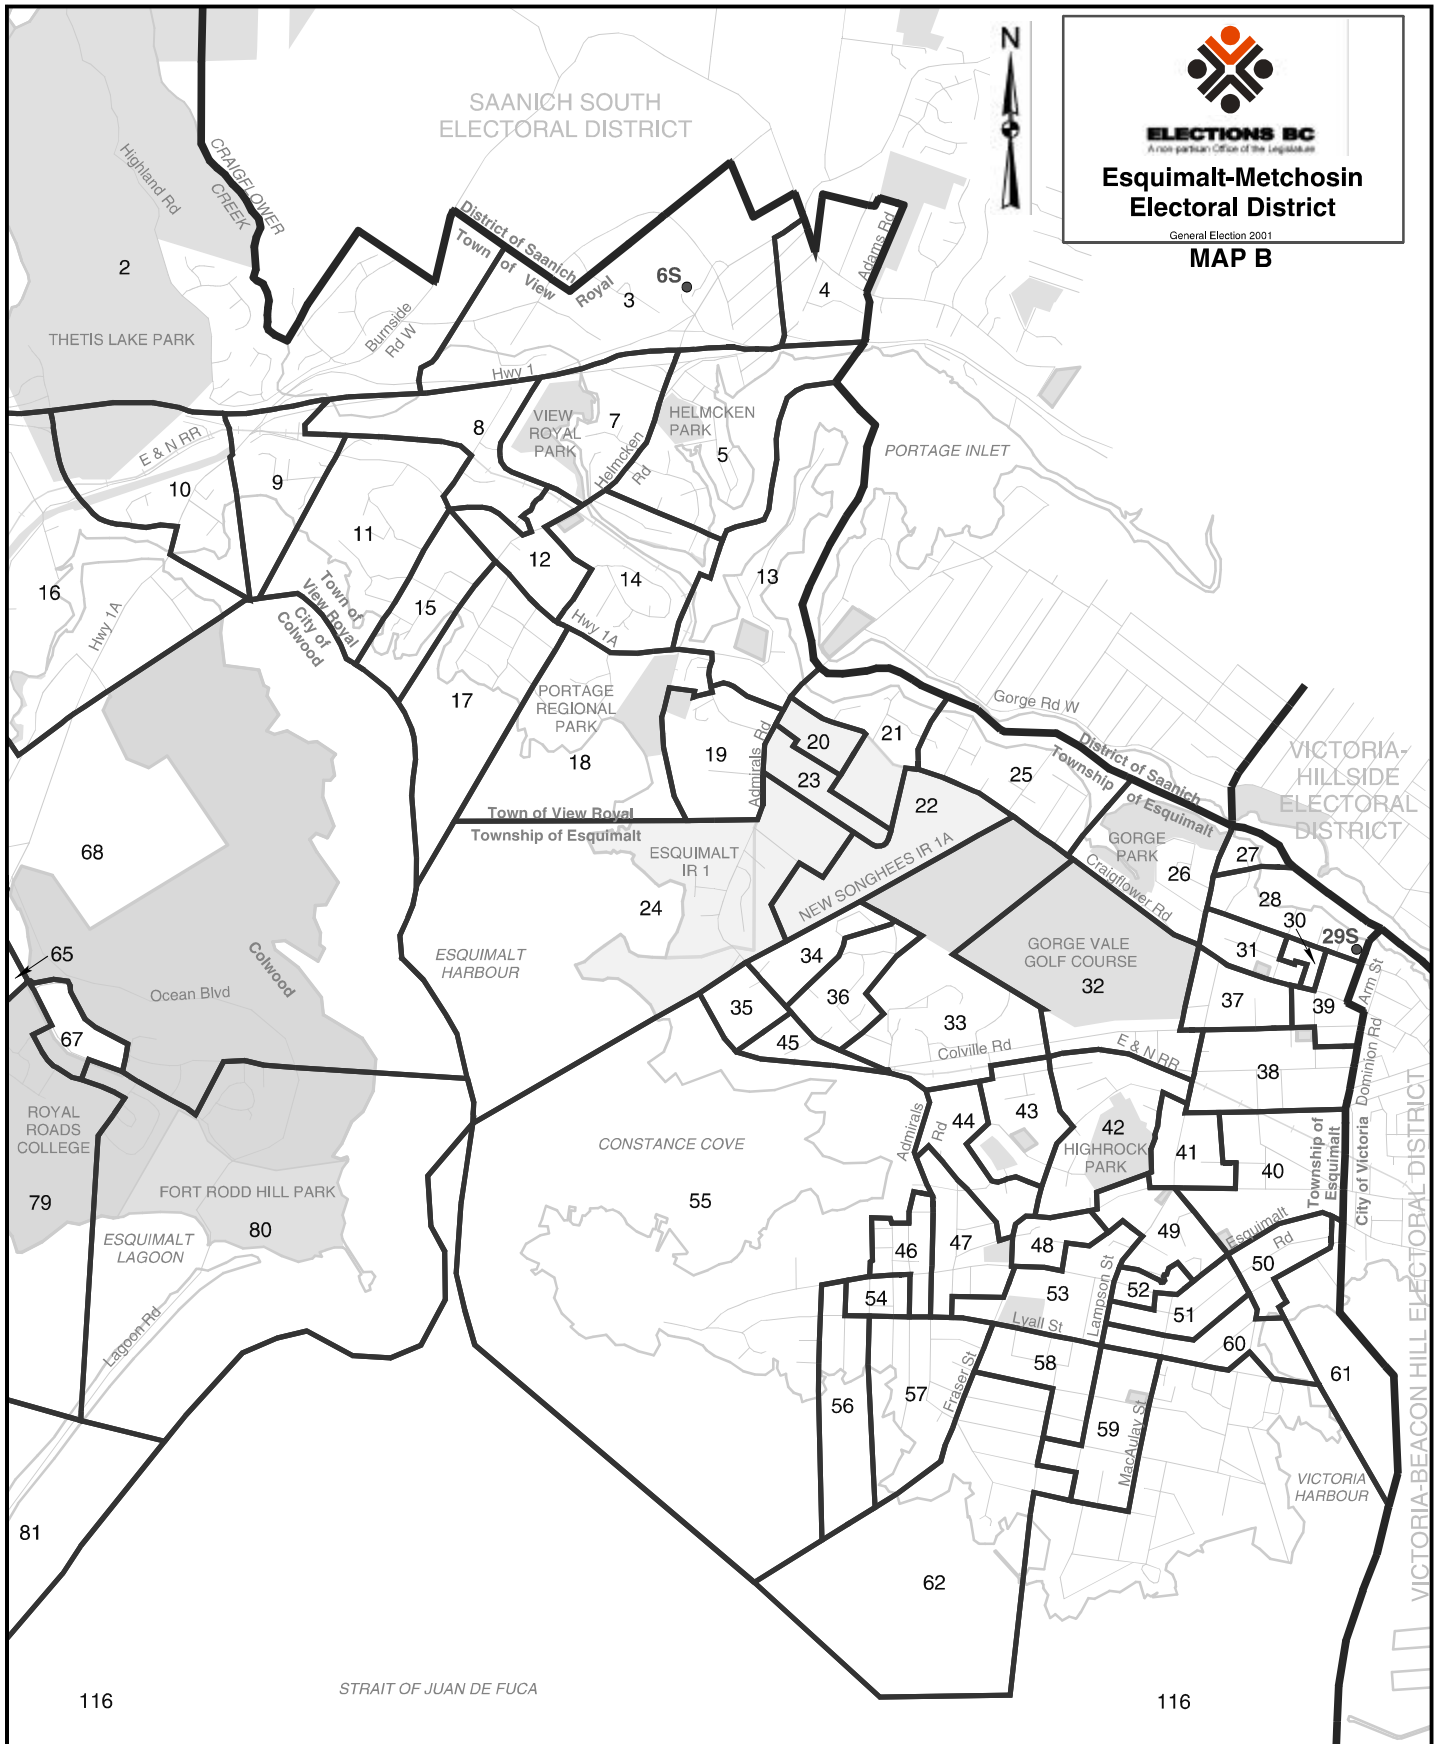 N
ELECTIONS BC
A non-partisan Office of the Legislature
Esquimalt-Metchosin
Electoral District
General Election 2001
MAP B
SAANICH SOUTH
ELECTORAL DISTRICT
CRAIGFLOWER
CREEK
Highland Rd
2
THETIS LAKE PARK
District of Saanich
Town of View Royal
Burnside
Rd W
6S
3
4
Adams Rd
Hwy 1
8
VIEW
ROYAL
PARK
7
HELMCKEN
PARK
5
Helmcken
Rd
PORTAGE INLET
E & N RR
10
9
11
12
14
13
16
Hwy 1A
Town of
View Royal
City of
Colwood
15
Hwy 1A
17
PORTAGE
REGIONAL
PARK
18
19
Admirals Rd
20
21
23
22
25
Gorge Rd W
District of Saanich
Township of Esquimalt
VICTORIA-
HILLSIDE
ELECTORAL
DISTRICT
Town of View Royal
Township of Esquimalt
ESQUIMALT
IR 1
24
NEW SONGHEES IR 1A
GORGE
PARK
26
Craigflower Rd
27
28
30
29S
31
68
65
Colwood
Ocean Blvd
67
ESQUIMALT
HARBOUR
34
35
36
45
33
Colville Rd
GORGE VALE
GOLF COURSE
32
37
39
Arm St
E & N RR
38
Dominion Rd
ROYAL
ROADS
COLLEGE
79
FORT RODD HILL PARK
80
ESQUIMALT
LAGOON
Lagoon Rd
CONSTANCE COVE
55
Admirals
Rd
44
43
42
HIGHROCK
PARK
41
40
Township of
Esquimalt
City of Victoria
VICTORIA-BEACON HILL ELECTORAL DISTRICT
46
47
48
49
Esquimalt
Rd
50
54
53
Lampson St
52
51
Lyall St
60
58
61
56
57
Fraser St
59
MacAulay St
VICTORIA
HARBOUR
81
62
116
STRAIT OF JUAN DE FUCA
116